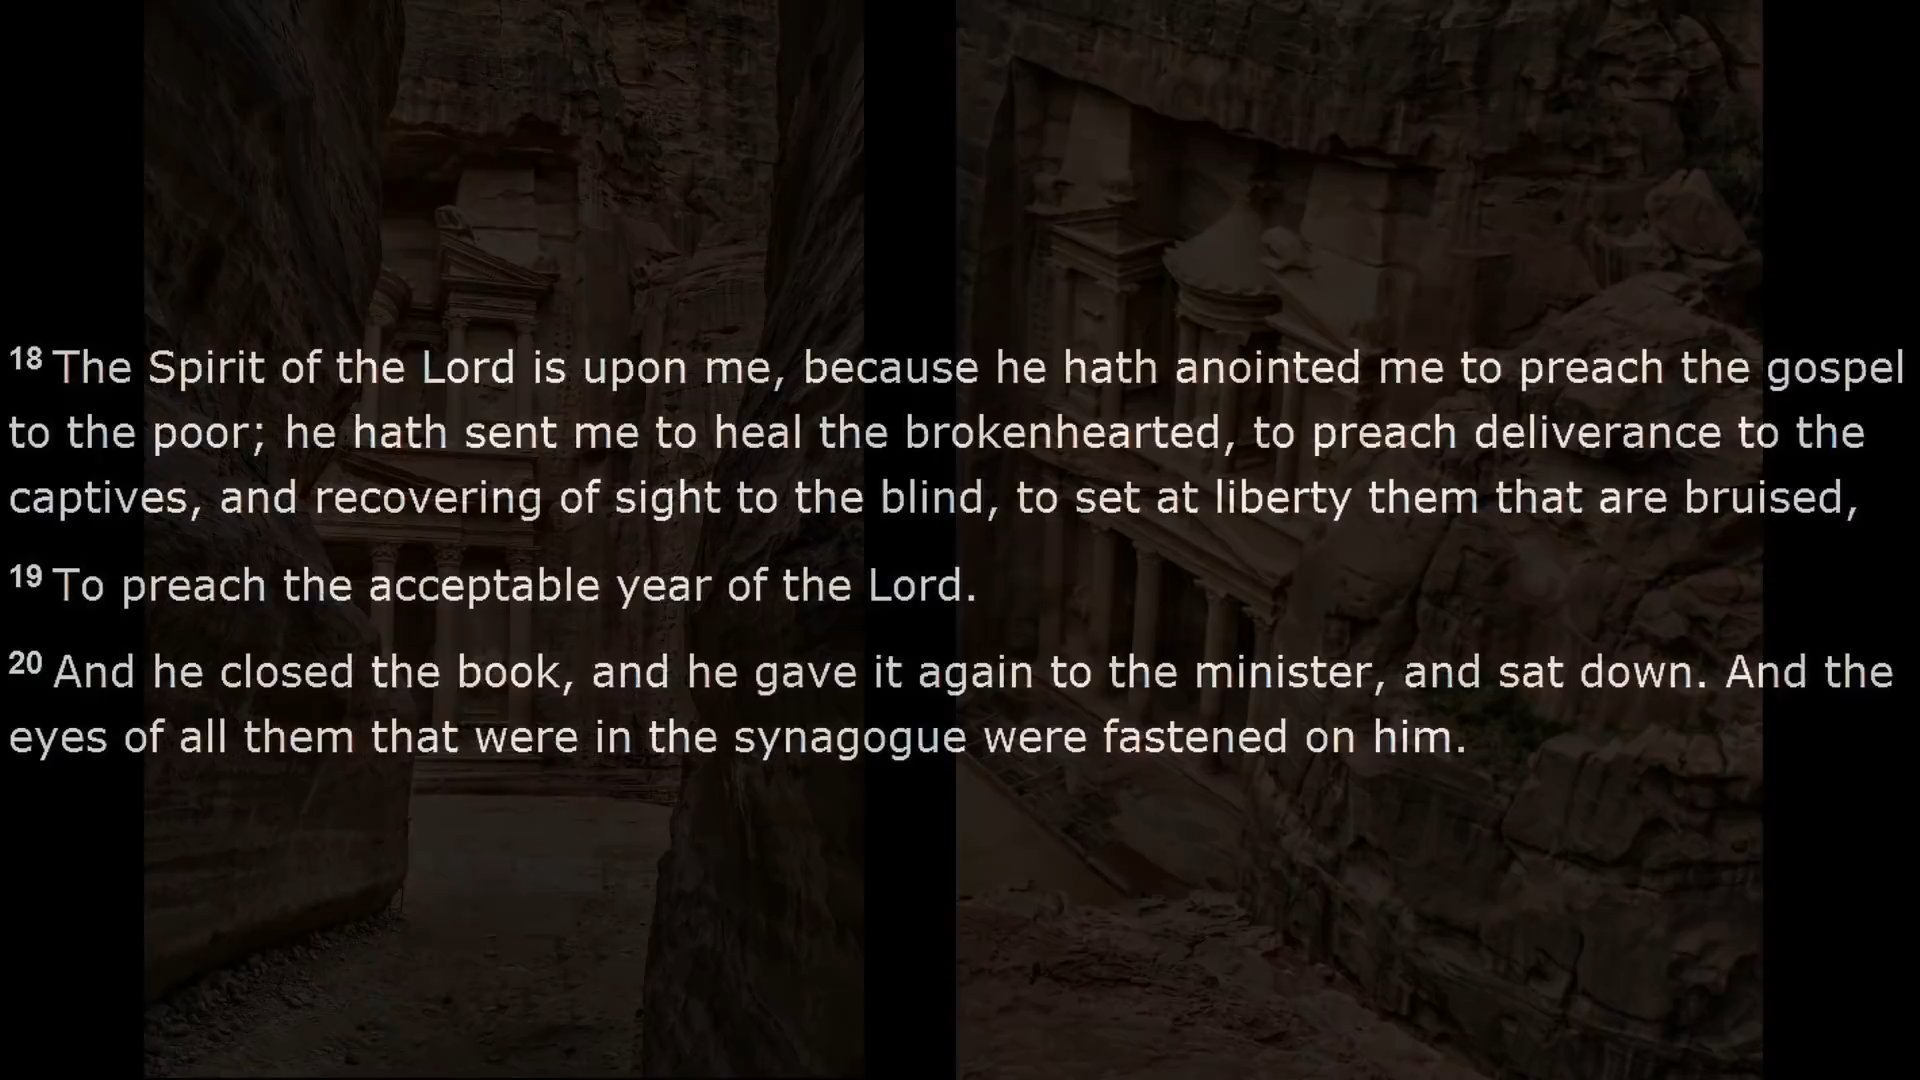 18 The Spirit of the Lord is upon me, because he hath anointed me to preach the gospel
to the poor; he hath sent me to heal the brokenhearted, to preach deliverance to the
captives, and recovering of sight to the blind, to set at liberty them that are bruised,
19 To preach the acceptable year of the Lord.
20 And he closed the book, and he gave it again to the minister, and sat down. And the
eyes of all them that were in the synagogue were fastened on him.